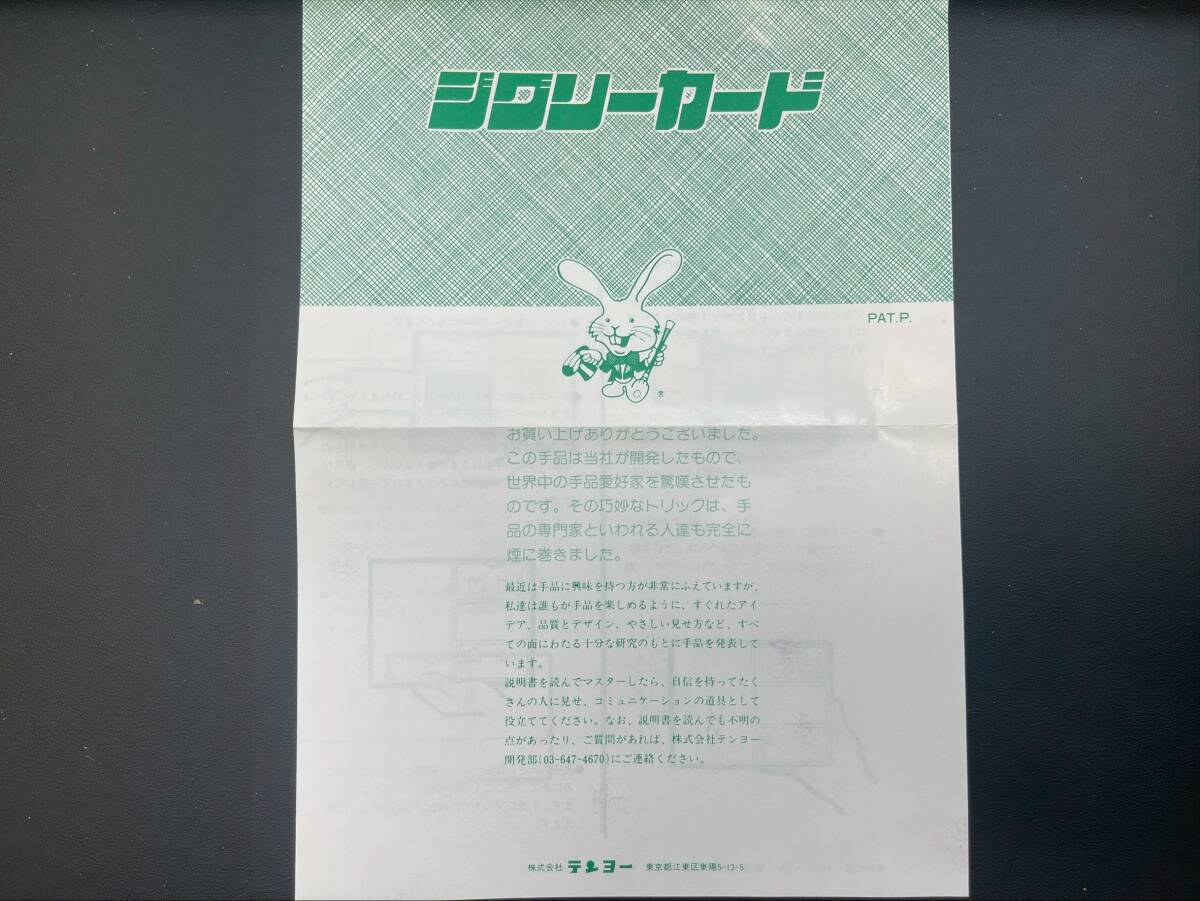 ジグソーカード
PAT.P.
®
お買い上げありがとうございました。
この手品は当社が開発したもので、
世界中の手品愛好家を驚嘆させたも
のです。その巧妙なトリックは、手
品の専門家といわれる人達も完全に
煙に巻きました。
最近は手品に興味を持つ方が非常にふえていますが、
私達は誰もが手品を楽しめるように、すぐれたアイ
デア、品質とデザイン、やさしい見せ方など、すべ
ての面にわたる十分な研究のもとに手品を発表して
います。
説明書を読んでマスターしたら、自信を持ってたく
さんの人に見せ、コミュニケーションの道具として
役立ててください。なお、説明書を読んでも不明の
点があったり、ご質問があれば、株式会社テンヨー
開発部(03-647-4670)にご連絡ください。
株式会社 テンヨー 東京都江東区東陽5-13-5